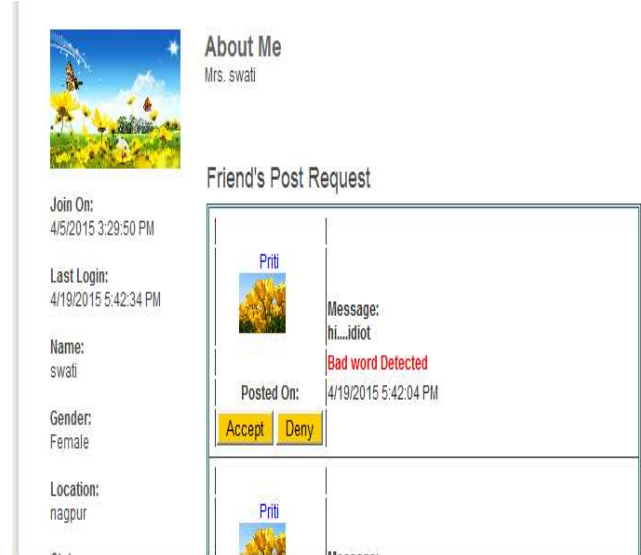 About Me
Mrs. swati
Join On:
4/5/2015 3:29:50 PM
Last Login:
4/19/2015 5:42:34 PM
Name:
swati
Gender:
Female
Location:
nagpur
Friend's Post Request
Priti
Message:
hi....idiot
Bad word Detected
Posted On: 4/19/2015 5:42:04 PM
Accept Deny
Priti
Message: